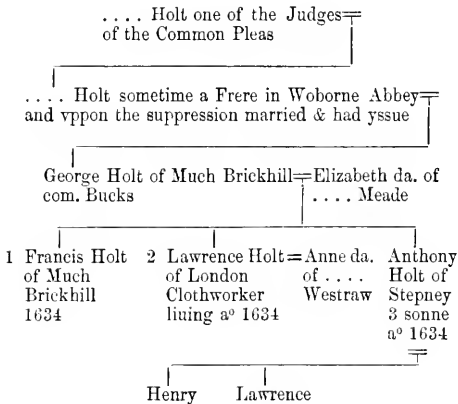 .... Holt one of the Judges=
of the Common Pleas
.... Holt sometime a Frere in Woborne Abbey=
and vppon the suppression married & had yssue
George Holt of Much Brickhill=Elizabeth da. of
com. Bucks
.... Meade
1 Francis Holt
of Much
Brickhill
1634
2 Lawrence Holt=
of London
Clothworker
liuing aº 1634
Anne da.
of ....
Westraw
Anthony
Holt of
Stepney
3 sonne
aº 1634
=
Henry
Lawrence